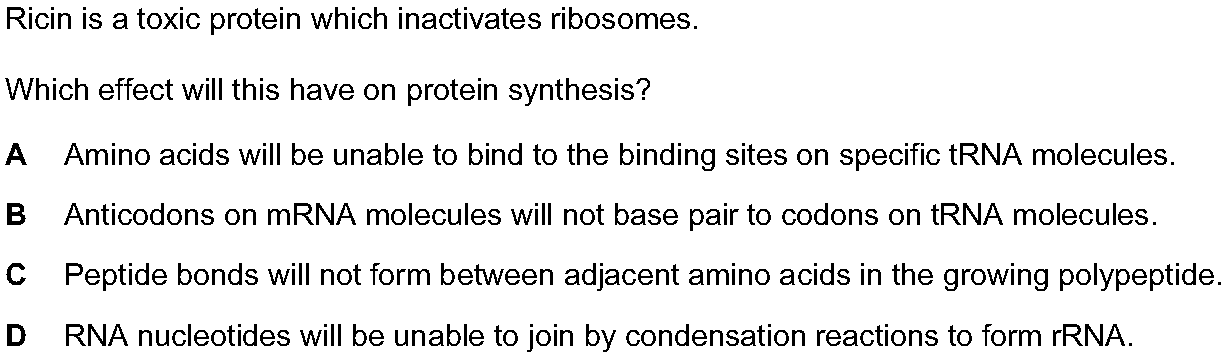 Ricin is a toxic protein which inactivates ribosomes.
Which effect will this have on protein synthesis?
A Amino acids will be unable to bind to the binding sites on specific tRNA molecules.
B Anticodons on mRNA molecules will not base pair to codons on tRNA molecules.
C Peptide bonds will not form between adjacent amino acids in the growing polypeptide.
D RNA nucleotides will be unable to join by condensation reactions to form rRNA.